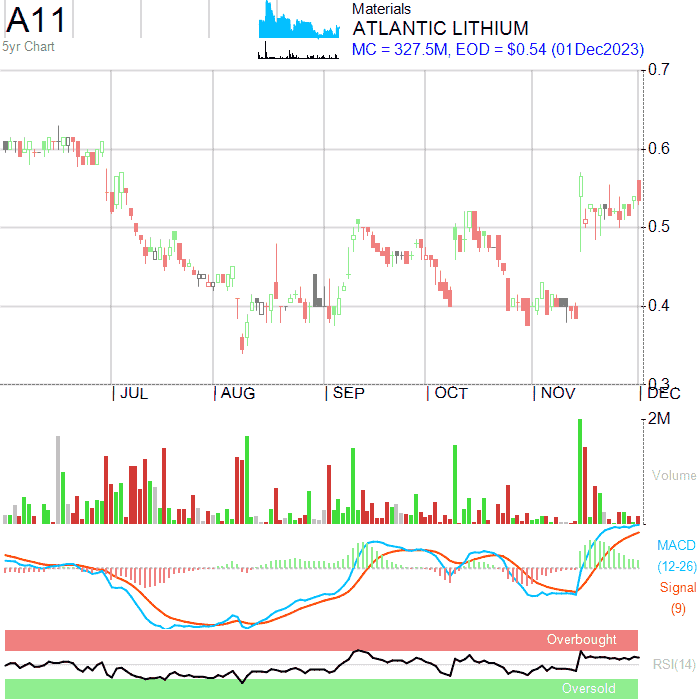 A11
5yr Chart
Materials
ATLANTIC LITHIUM
MC = 327.5M, EOD = $0.54 (01Dec2023)
0.7
0.6
0.5
0.4
0.3
JUL AUG SEP OCT NOV DEC
2M
Volume
MACD
(12-26)
Signal
(9)
Overbought
RSI(14)
Oversold